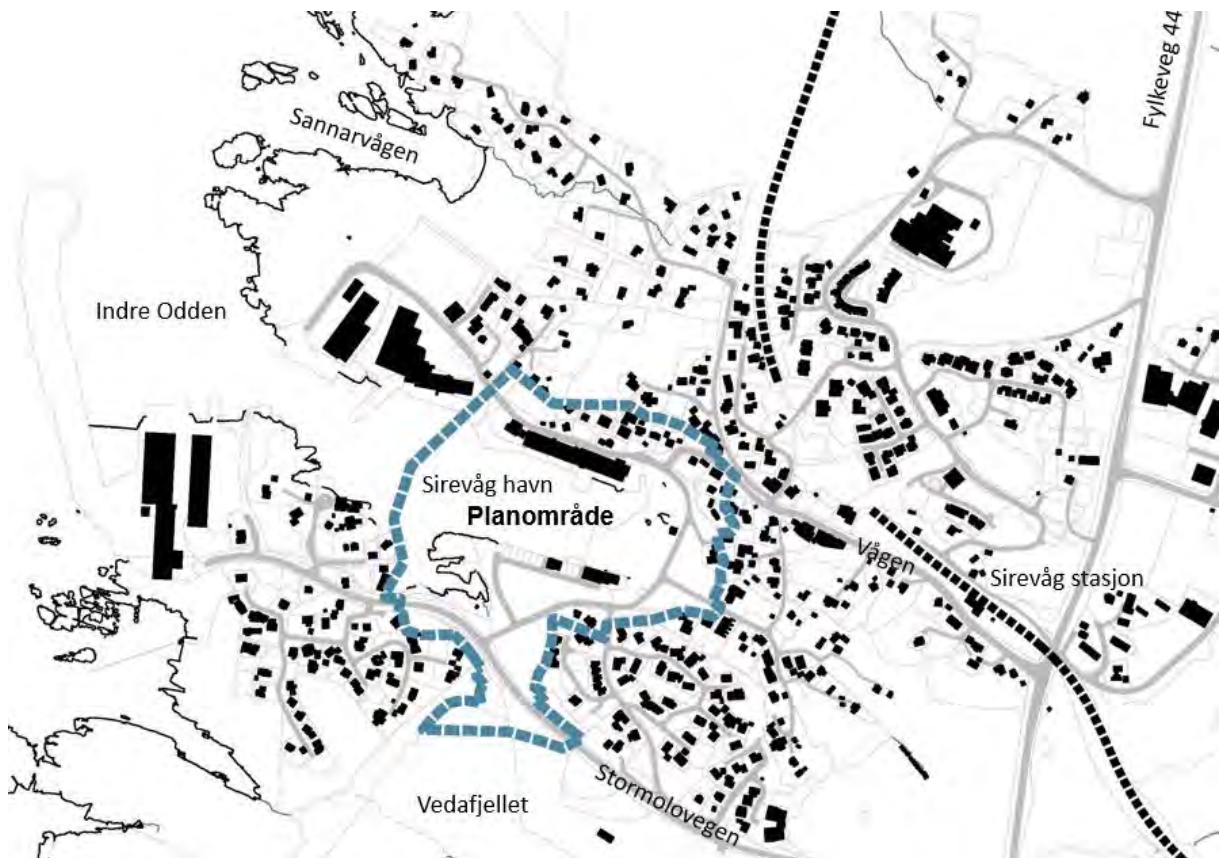 Fylkeveg 44
Sannarvågen
Indre Odden
Sirevåg havn
Planområde
Vågen
Sirevåg stasjon
Vedafjellet
Stormolovegen